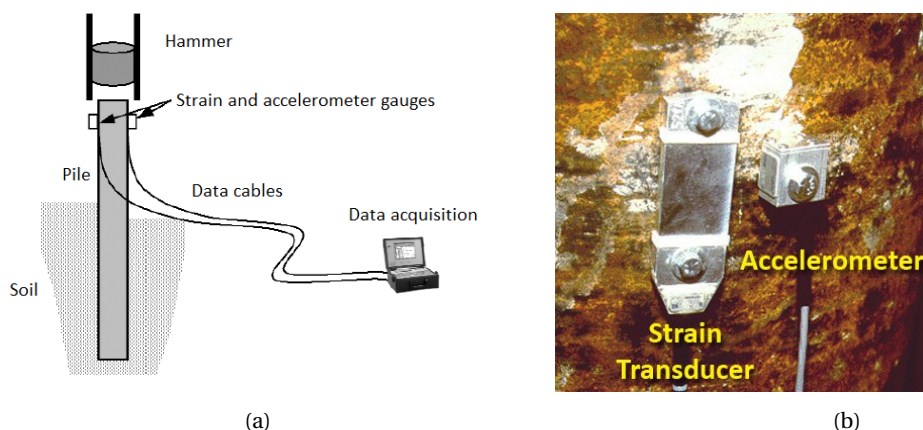 Hammer
Strain and accelerometer gauges
Pile
Data cables
Data acquisition
Soil
(a)
Accelerometer
Strain
Transducer
(b)